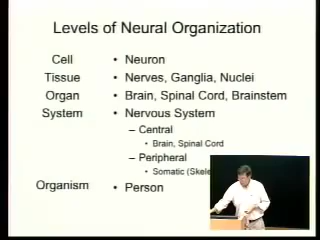 Levels of Neural Organization
Cell • Neuron
Tissue • Nerves, Ganglia, Nuclei
Organ • Brain, Spinal Cord, Brainstem
System • Nervous System
– Central
• Brain, Spinal Cord
– Peripheral
• Somatic
Organism • Person